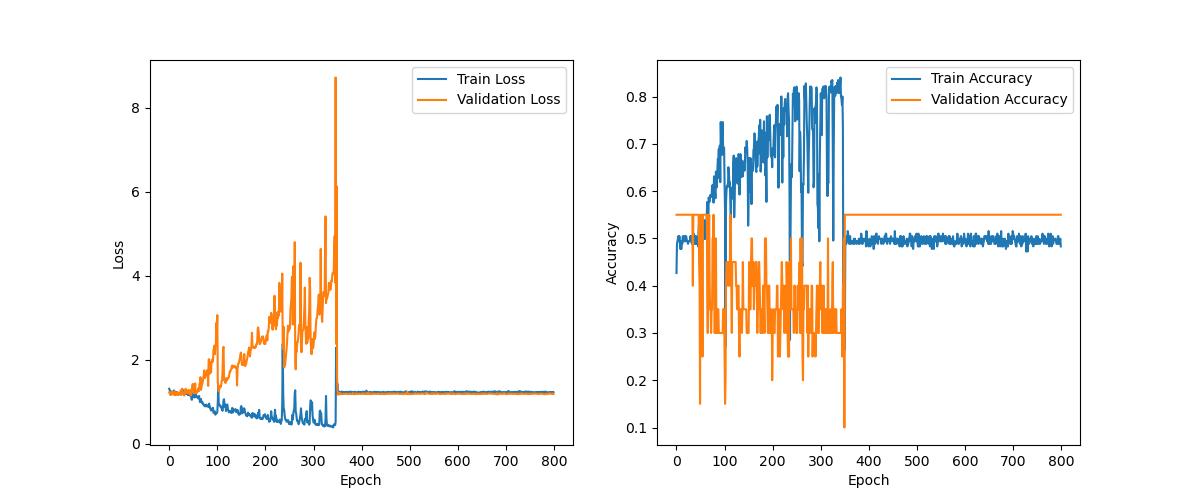 Train Loss
Validation Loss
8
6
4
2
0
Loss
0 100 200 300 400 500 600 700 800
Epoch
Train Accuracy
Validation Accuracy
0.8
0.7
0.6
0.5
0.4
0.3
0.2
0.1
Accuracy
0 100 200 300 400 500 600 700 800
Epoch